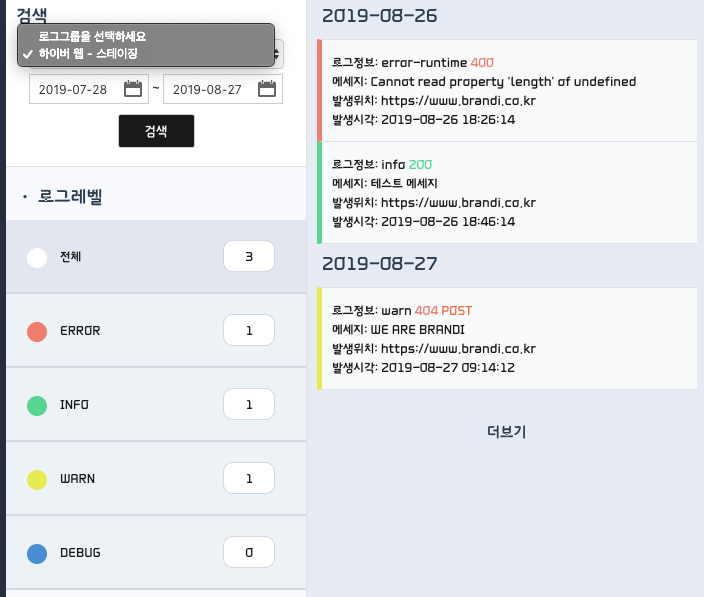 검색
로그그룹을 선택하세요
✓ 하이버 웹 - 스테이징
2019-07-28 ~ 2019-08-27
검색
· 로그레벨
전체 3
ERROR 1
INFO 1
WARN 1
DEBUG 0
2019-08-26
로그정보: error-runtime 400
메세지: Cannot read property 'length' of undefined
발생위치: https://www.brandi.co.kr
발생시각: 2019-08-26 18:26:14
로그정보: info 200
메세지: 테스트 메세지
발생위치: https://www.brandi.co.kr
발생시각: 2019-08-26 18:46:14
2019-08-27
로그정보: warn 404 POST
메세지: WE ARE BRANDI
발생위치: https://www.brandi.co.kr
발생시각: 2019-08-27 09:14:12
더보기